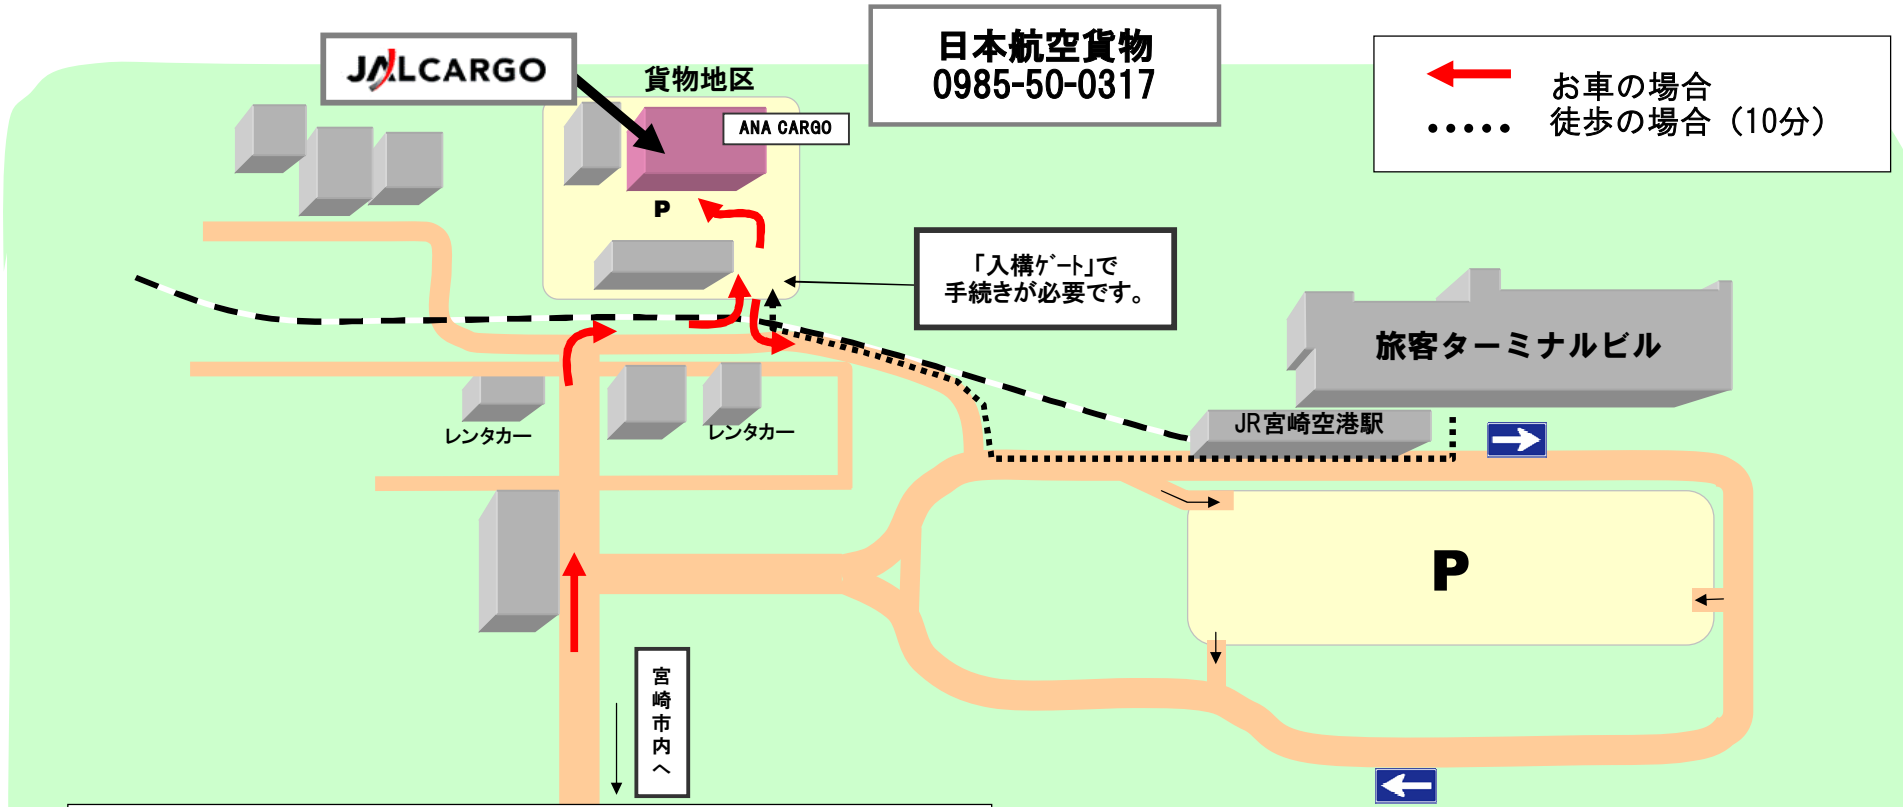 日本航空貨物
0985-50-0317
JALCARGO
貨物地区
ANA CARGO
お車の場合
徒歩の場合（10分）
P
「入構ｹﾞｰﾄ」で
手続きが必要です。
旅客ターミナルビル
JR宮崎空港駅
レンタカー
レンタカー
P
宮崎市内へ